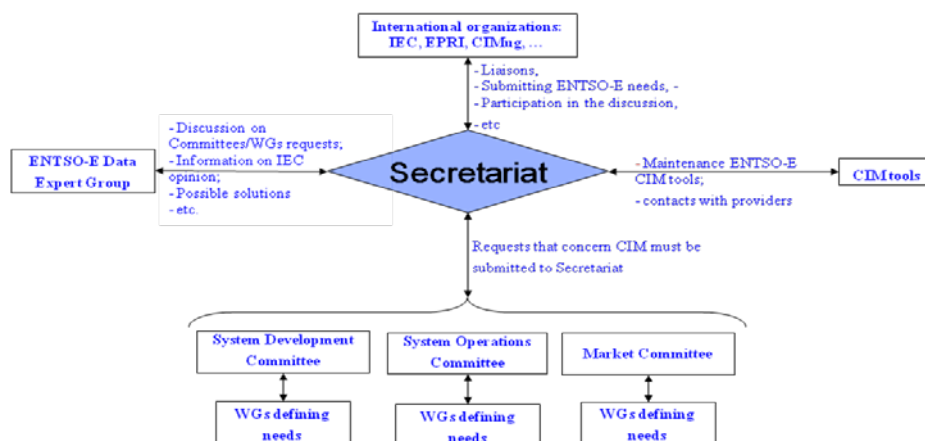 International organizations:
IEC, EPRI, CIMug, ...
- Liaisons,
- Submitting ENTSO-E needs, -
- Participation in the discussion,
- etc
- Discussion on
Committees/WGs requests;
- Information on IEC
opinion;
- Possible solutions
- etc.
ENTSO-E Data
Expert Group
Secretariat
- Maintenance ENTSO-E
CIM tools;
- contacts with providers
CIM tools
Requests that concern CIM must be
submitted to Secretariat
System Development
Committee
System Operations
Committee
Market Committee
WGs defining
needs
WGs defining
needs
WGs defining
needs